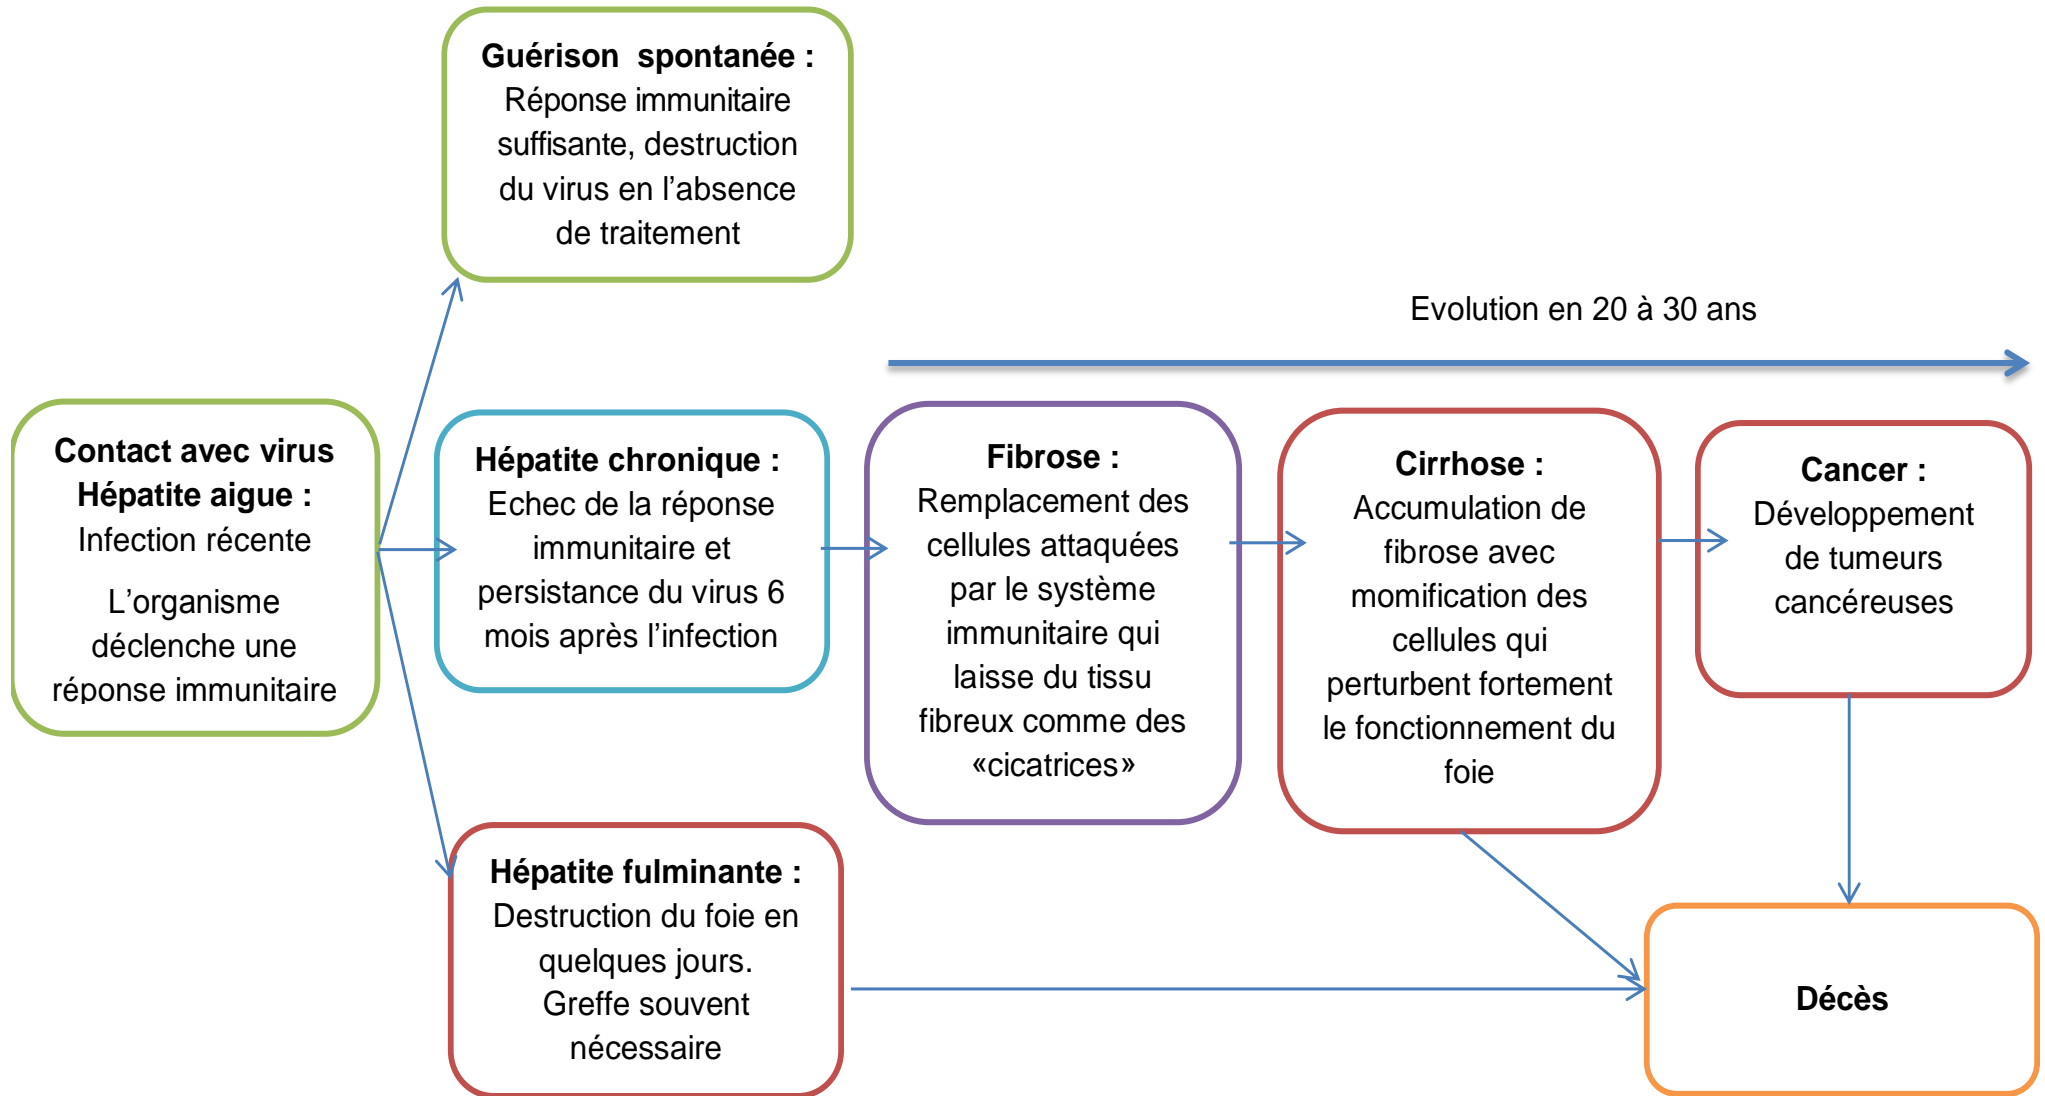 Guérison spontanée :
Réponse immunitaire
suffisante, destruction
du virus en l’absence
de traitement
Evolution en 20 à 30 ans
Contact avec virus
Hépatite aigue :
Infection récente
L’organisme
déclenche une
réponse immunitaire
Hépatite chronique :
Echec de la réponse
immunitaire et
persistance du virus 6
mois après l’infection
Fibrose :
Remplacement des
cellules attaquées
par le système
immunitaire qui
laisse du tissu
fibreux comme des
«cicatrices»
Cirrhose :
Accumulation de
fibrose avec
momification des
cellules qui
perturbent fortement
le fonctionnement du
foie
Cancer :
Développement
de tumeurs
cancéreuses
Hépatite fulminante :
Destruction du foie en
quelques jours.
Greffe souvent
nécessaire
Décès